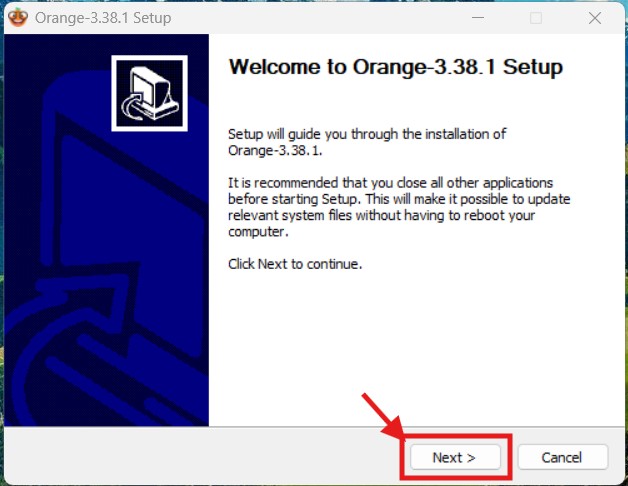 Orange-3.38.1 Setup
Welcome to Orange-3.38.1 Setup
Setup will guide you through the installation of
Orange-3.38.1.
It is recommended that you close all other applications
before starting Setup. This will make it possible to update
relevant system files without having to reboot your
computer.
Click Next to continue.
Next > Cancel